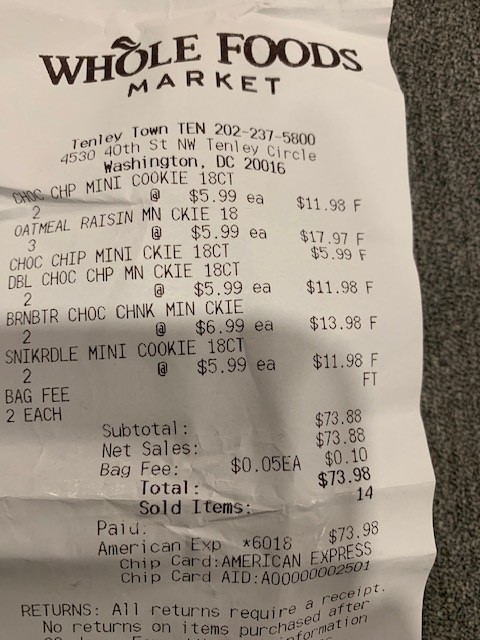 WHOLE FOODS
MARKET
Tenley Town TEN 202-237-5800
4530 40th St NW Tenley Circle
Washington, DC 20016
CHOC CHP MINI COOKIE 18CT
2 @ $5.99 ea $11.98 F
OATMEAL RAISIN MN CKIE 18
3 @ $5.99 ea $17.97 F
CHOC CHIP MINI CKIE 18CT $5.99 F
DBL CHOC CHP MN CKIE 18CT
2 @ $5.99 ea $11.98 F
BRNBTR CHOC CHNK MIN CKIE
2 @ $6.99 ea $13.98 F
SNIKRDLE MINI COOKIE 18CT
2 @ $5.99 ea $11.98 F
BAG FEE FT
2 EACH
Subtotal: $73.88
Net Sales: $73.88
Bag Fee: $0.05EA $0.10
Total: $73.98
Sold Items: 14
Paid:
American Exp *6018 $73.98
Chip Card:AMERICAN EXPRESS
Chip Card AID:A00000002501
RETURNS: All returns require a receipt.
No returns on items purchased after
information